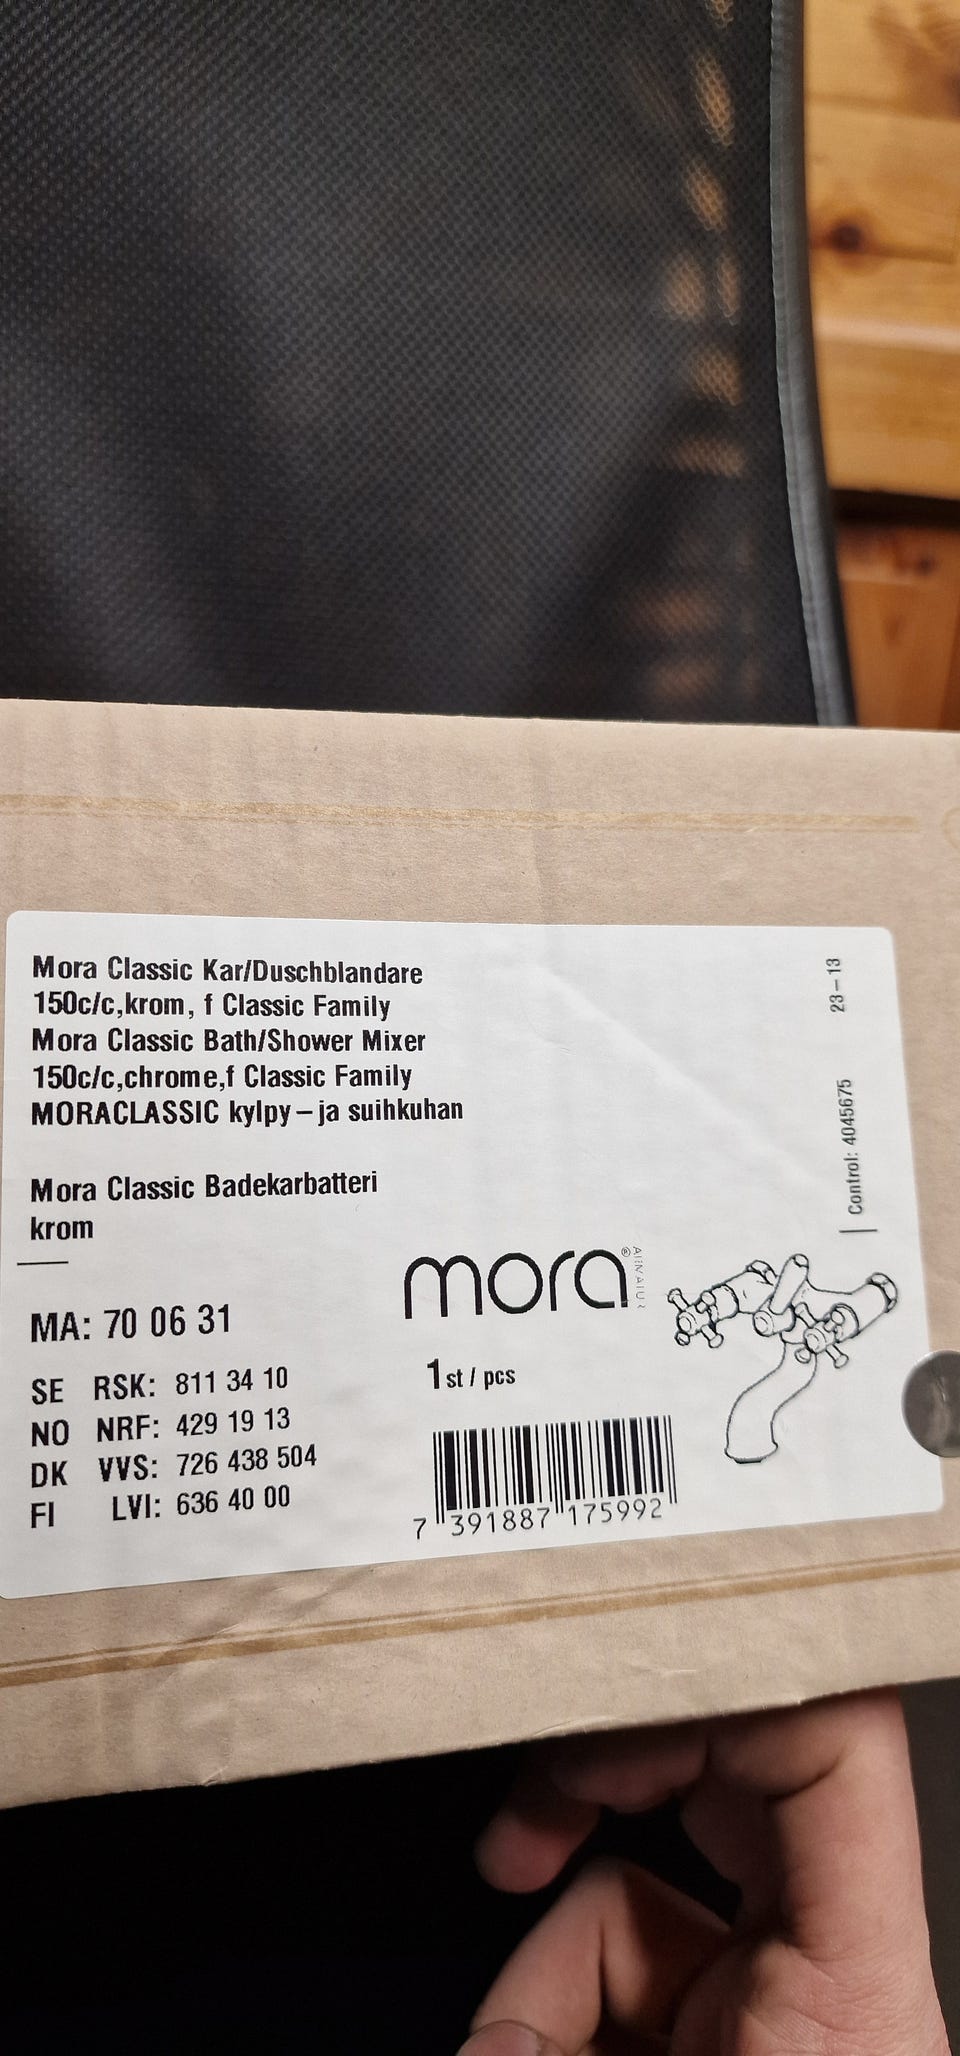 Mora Classic Kar/Duschblandare
150c/c,krom, f Classic Family
Mora Classic Bath/Shower Mixer
150c/c,chrome,f Classic Family
MORACLASSIC kylpy–ja suihkuhan
Mora Classic Badekarbatteri
krom
MA: 70 06 31
SE RSK: 811 34 10
NO NRF: 429 19 13
DK VVS: 726 438 504
FI LVI: 636 40 00
mora®
1st / pcs
7 391887 175992
Control: 4045675
23–13